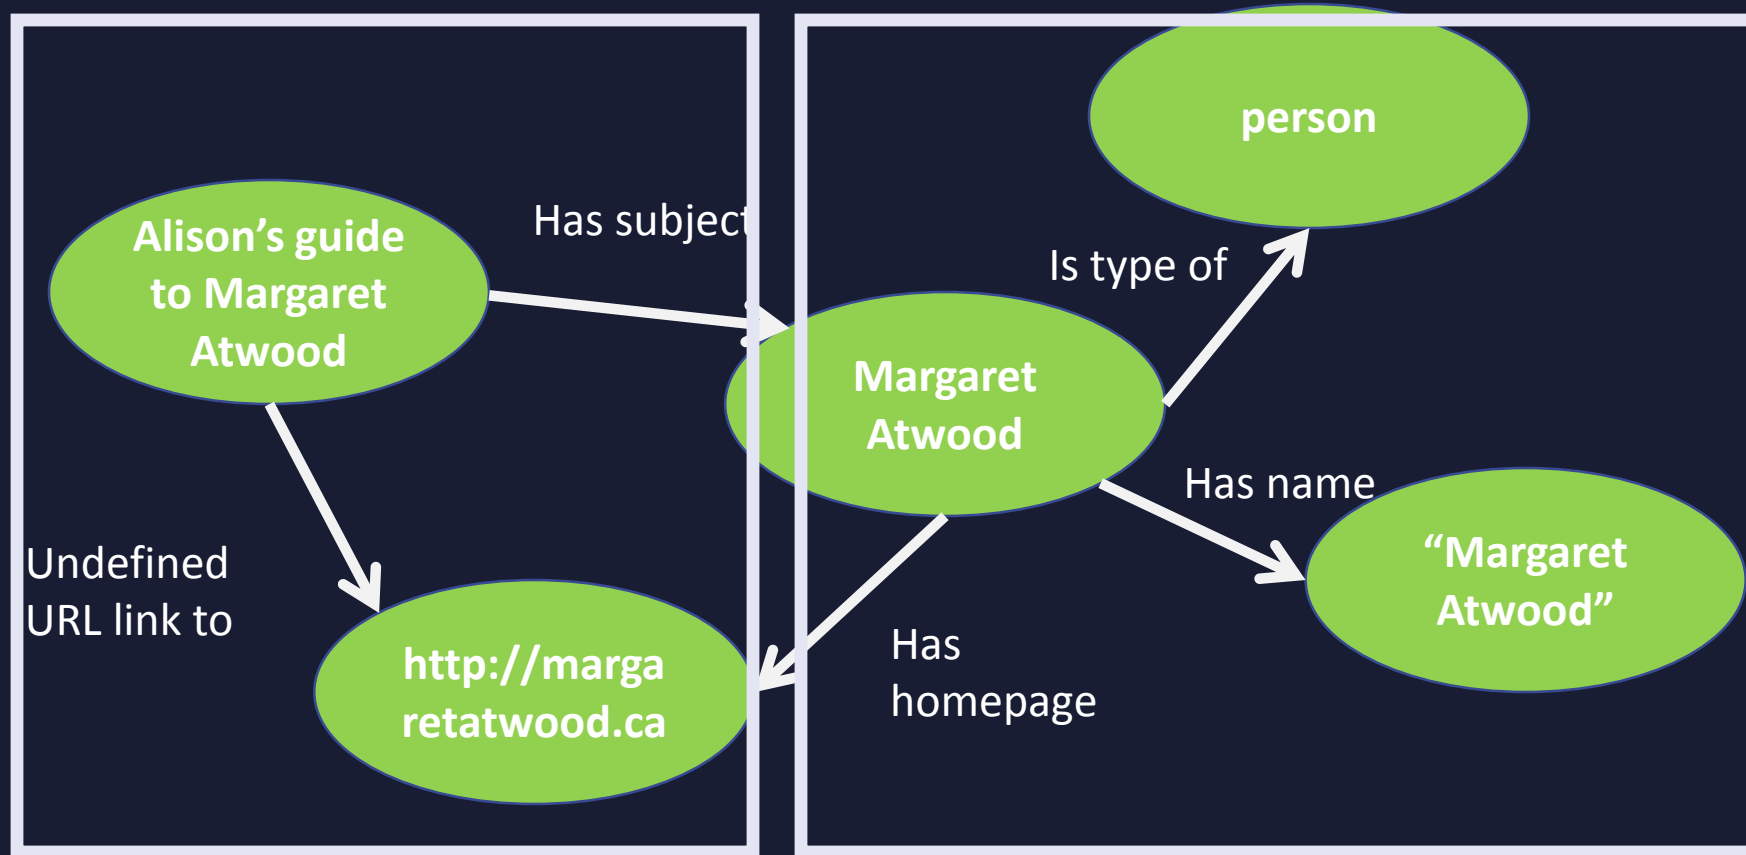 person
Alison’s guide
to Margaret
Atwood
Has subject
Is type of
Margaret
Atwood
Has name
“Margaret
Atwood”
Undefined
URL link to
http://marga
retatwood.ca
Has
homepage